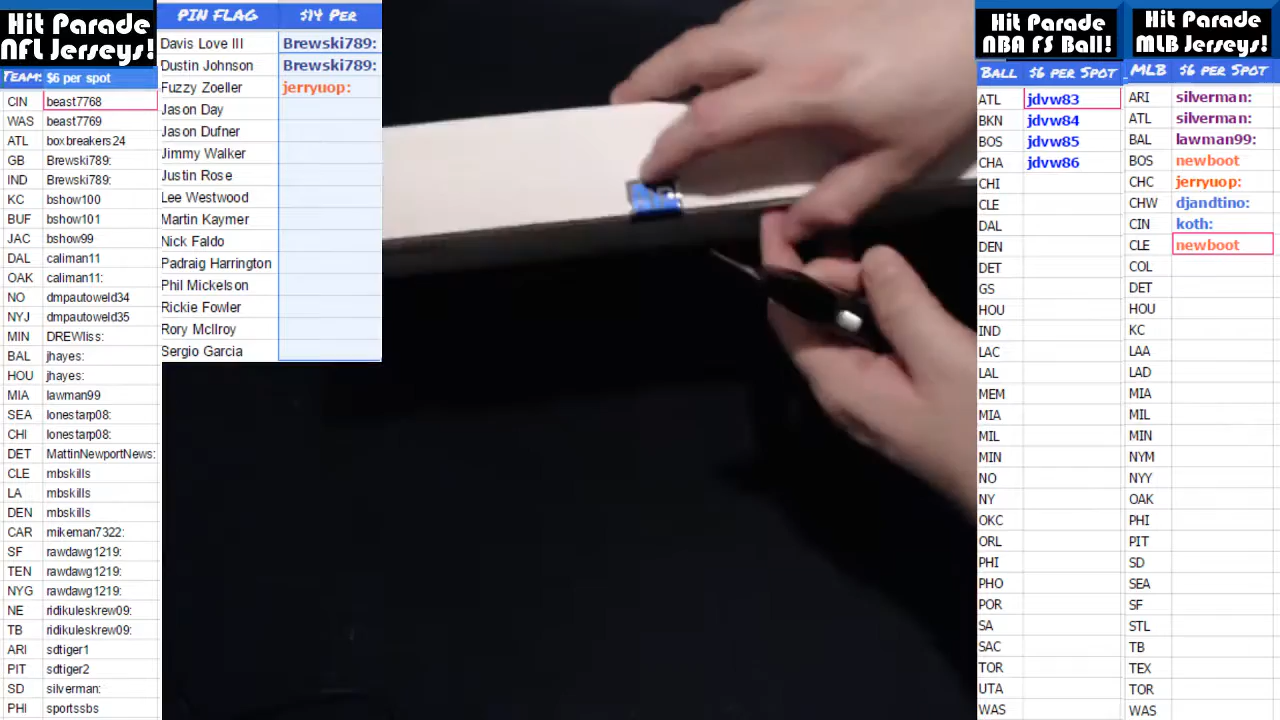 Hit Parade
NFL Jerseys!
Team: $6 per spot
CIN beast7768
WAS beast7769
ATL boxbreakers24
GB Brewski789:
IND Brewski789:
KC bshow100
BUF bshow101
JAC bshow99
DAL caliman11
OAK caliman11:
NO dmpautoweld34
NYJ dmpautoweld35
MIN DREWliss:
BAL jhayes:
HOU jhayes:
MIA lawman99
SEA lonestarp08:
CHI lonestarp08:
DET MattinNewportNews:
CLE mbskills
LA mbskills
DEN mbskills
CAR mikeman7322:
SF rawdawg1219:
TEN rawdawg1219:
NYG rawdawg1219:
NE ridikuleskrew09:
TB ridikuleskrew09:
ARI sdtiger1
PIT sdtiger2
SD silverman:
PHI sportssbs
PIN FLAG $14 Per
Davis Love III Brewski789:
Dustin Johnson Brewski789:
Fuzzy Zoeller jerryuop:
Jason Day
Jason Dufner
Jimmy Walker
Justin Rose
Lee Westwood
Martin Kaymer
Nick Faldo
Padraig Harrington
Phil Mickelson
Rickie Fowler
Rory McIlroy
Sergio Garcia
Hit Parade
NBA FS Ball!
Ball $6 per Spot
ATL jdvw83
BKN jdvw84
BOS jdvw85
CHA jdvw86
CHI
CLE
DAL
DEN
DET
GS
HOU
IND
LAC
LAL
MEM
MIA
MIL
MIN
NO
NY
OKC
ORL
PHI
PHO
POR
SA
SAC
TOR
UTA
WAS
Hit Parade
MLB Jerseys!
MLB $6 per Spot
ARI silverman:
ATL silverman:
BAL lawman99:
BOS newboot
CHC jerryuop:
CHW djandtino:
CIN koth:
CLE newboot
COL
DET
HOU
KC
LAA
LAD
MIA
MIL
MIN
NYM
NYY
OAK
PHI
PIT
SD
SEA
SF
STL
TB
TEX
TOR
WAS